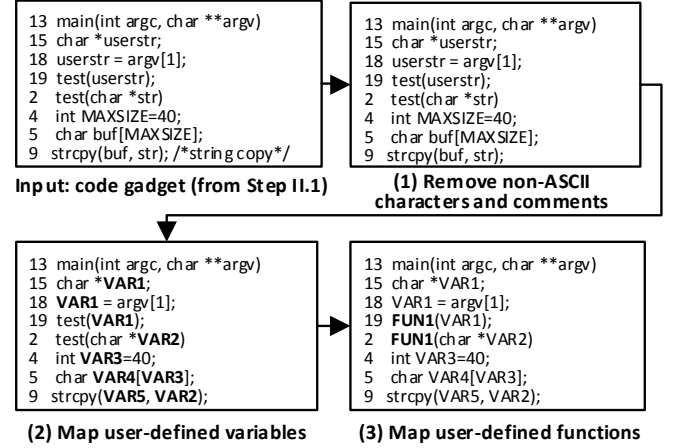 13 main(int argc, char **argv)
15 char *userstr;
18 userstr = argv[1];
19 test(userstr);
2 test(char *str)
4 int MAXSIZE=40;
5 char buf[MAXSIZE];
9 strcpy(buf, str); /*string copy*/
Input: code gadget (from Step II.1)
13 main(int argc, char **argv)
15 char *userstr;
18 userstr = argv[1];
19 test(userstr);
2 test(char *str)
4 int MAXSIZE=40;
5 char buf[MAXSIZE];
9 strcpy(buf, str);
(1) Remove non-ASCII
characters and comments
13 main(int argc, char **argv)
15 char *VAR1;
18 VAR1 = argv[1];
19 test(VAR1);
2 test(char *VAR2)
4 int VAR3=40;
5 char VAR4[VAR3];
9 strcpy(VAR5, VAR2);
(2) Map user-defined variables
13 main(int argc, char **argv)
15 char *VAR1;
18 VAR1 = argv[1];
19 FUN1(VAR1);
2 FUN1(char *VAR2)
4 int VAR3=40;
5 char VAR4[VAR3];
9 strcpy(VAR5, VAR2);
(3) Map user-defined functions